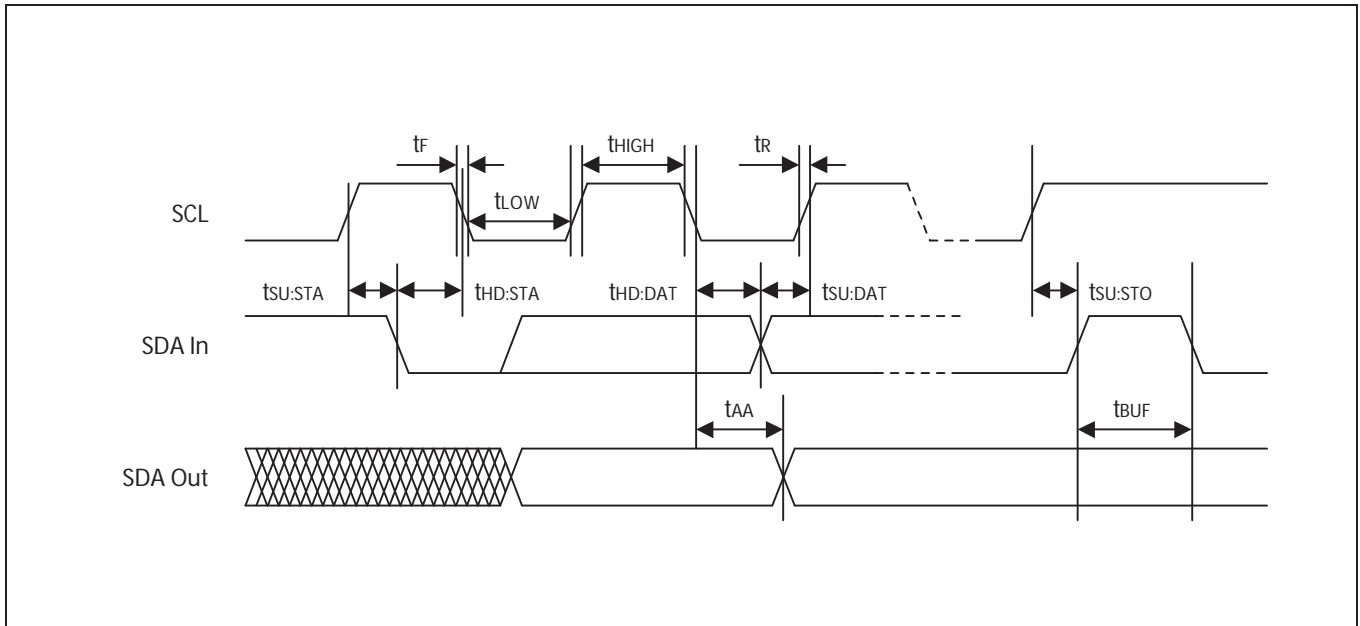 tF tHIGH tR
SCL tLOW
tSU:STA tHD:STA tHD:DAT tSU:DAT tSU:STO
SDA In
tAA tBUF
SDA Out